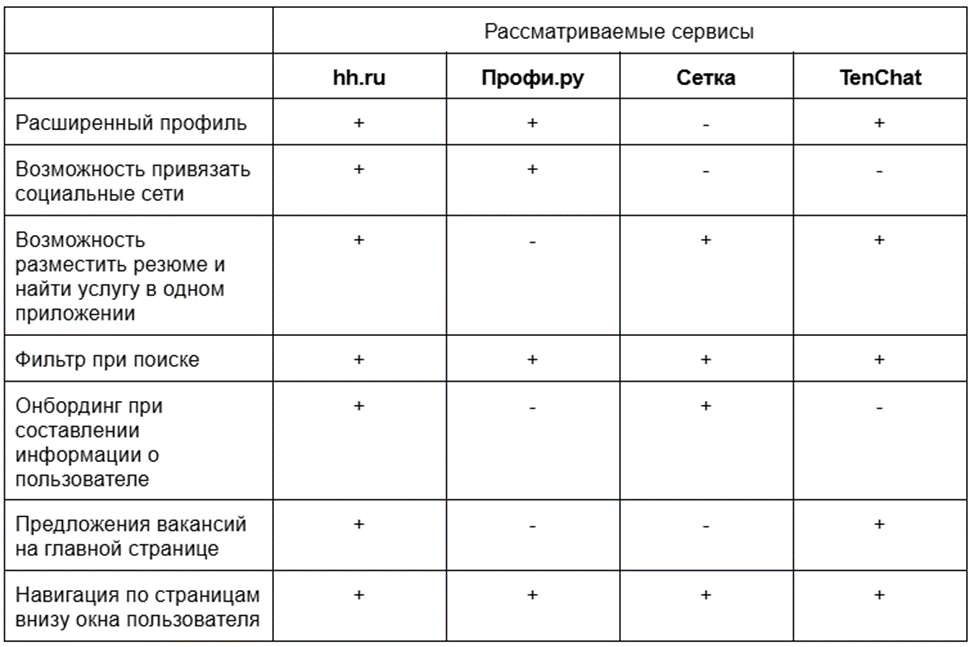 Рассматриваемые сервисы
hh.ru Профи.ру Сетка TenChat
Расширенный профиль + + - +
Возможность привязать + + - -
социальные сети
Возможность + - + +
разместить резюме и
найти услугу в одном
приложении
Фильтр при поиске + + + +
Онбординг при + - + -
составлении
информации о
пользователе
Предложения вакансий + - - +
на главной странице
Навигация по страницам + + + +
внизу окна пользователя